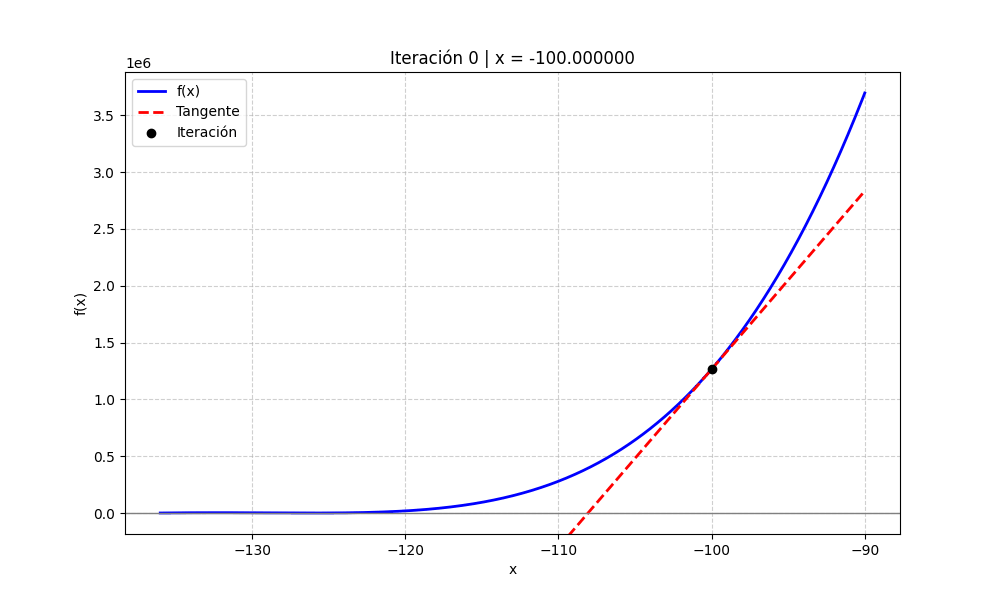 Iteración 0 | x = -100.000000
1e6
f(x)
Tangente
Iteración
3.5
3.0
2.5
2.0
1.5
1.0
0.5
0.0
f(x)
−130
−120
−110
−100
−90
x